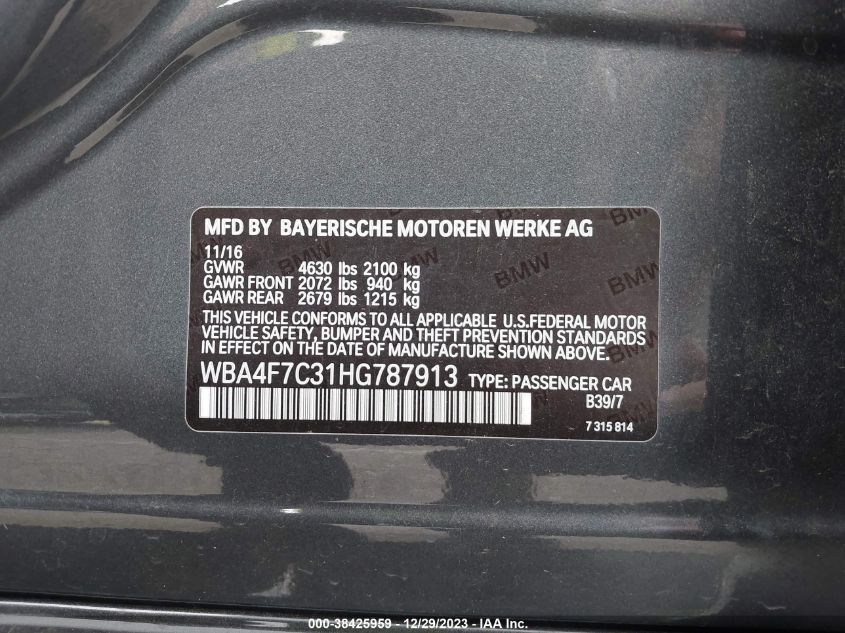 MFD BY BAYERISCHE MOTOREN WERKE AG
11/16
GVWR 4630 lbs 2100 kg
GAWR FRONT 2072 lbs 940 kg
GAWR REAR 2679 lbs 1215 kg
THIS VEHICLE CONFORMS TO ALL APPLICABLE U.S.FEDERAL MOTOR
VEHICLE SAFETY, BUMPER AND THEFT PREVENTION STANDARDS
IN EFFECT ON THE DATE OF MANUFACTURE SHOWN ABOVE.
WBA4F7C31HG787913 TYPE: PASSENGER CAR
B39/7
7 315 814
BMW
BMW
BMW
000-38425959 - 12/29/2023 - IAA Inc.